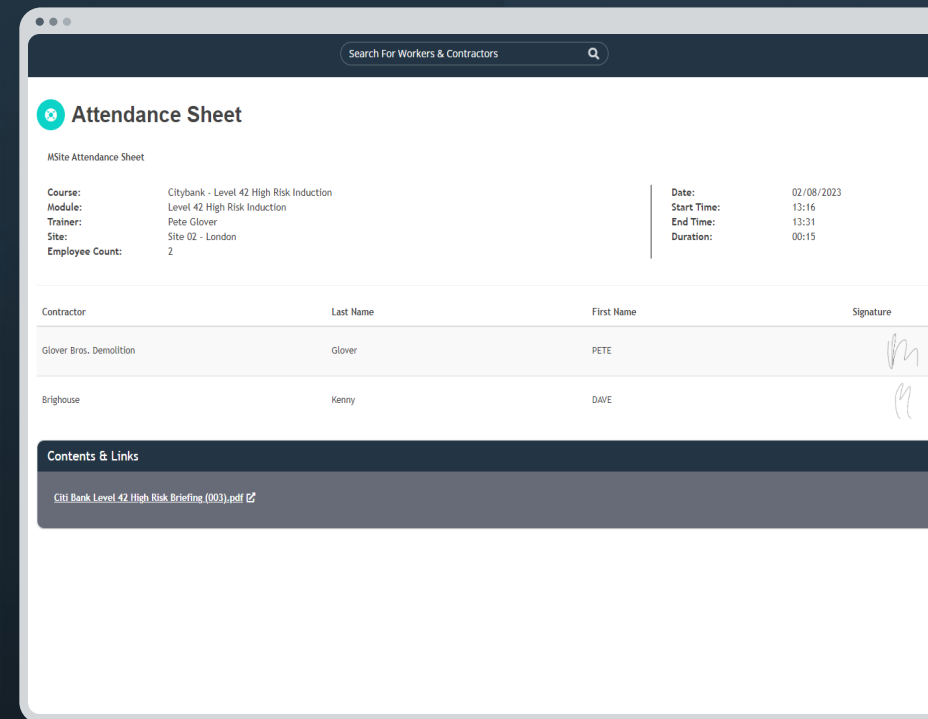 Search For Workers & Contractors
Attendance Sheet
MSite Attendance Sheet
Course: Citybank - Level 42 High Risk Induction
Module: Level 42 High Risk Induction
Trainer: Pete Glover
Site: Site 02 - London
Employee Count: 2
Date: 02/08/2023
Start Time: 13:16
End Time: 13:31
Duration: 00:15
Contractor Last Name First Name Signature
Glover Bros. Demolition Glover PETE
Brighouse Kenny DAVE
Contents & Links
Citi Bank Level 42 High Risk Briefing (003).pdf